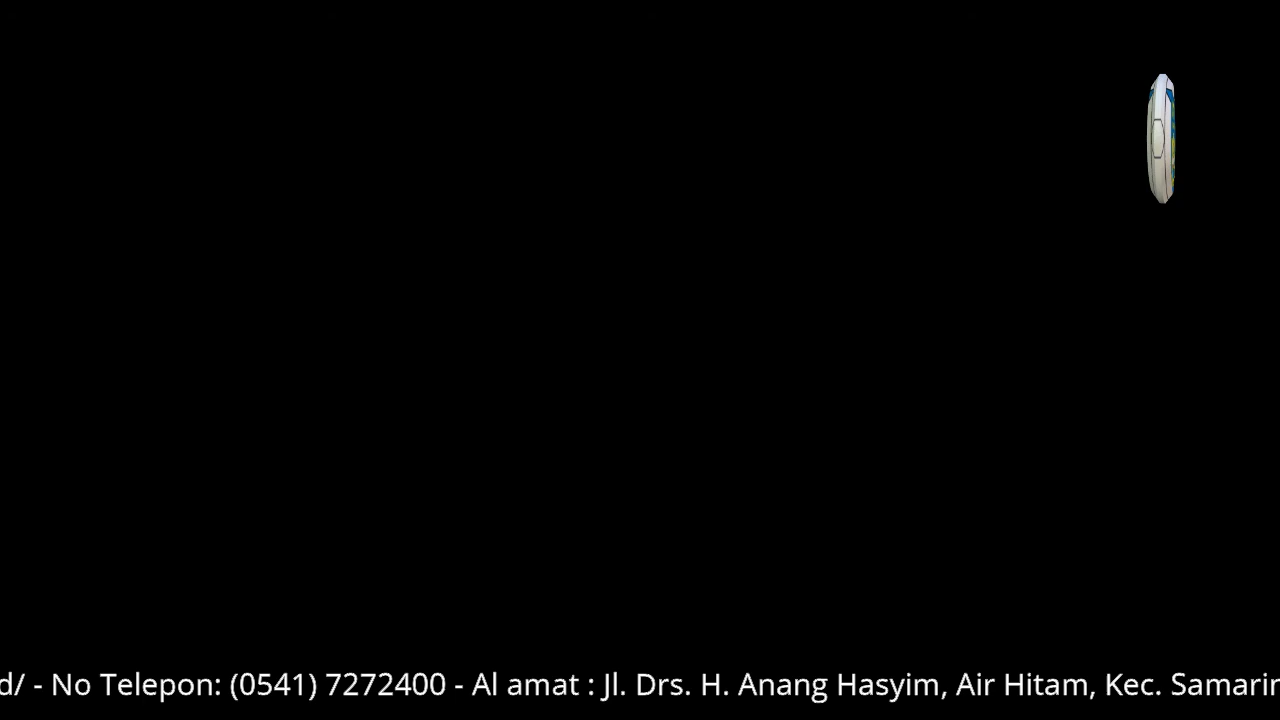 d/ - No Telepon: (0541) 7272400 - Al amat : Jl. Drs. H. Anang Hasyim, Air Hitam, Kec. Samarin